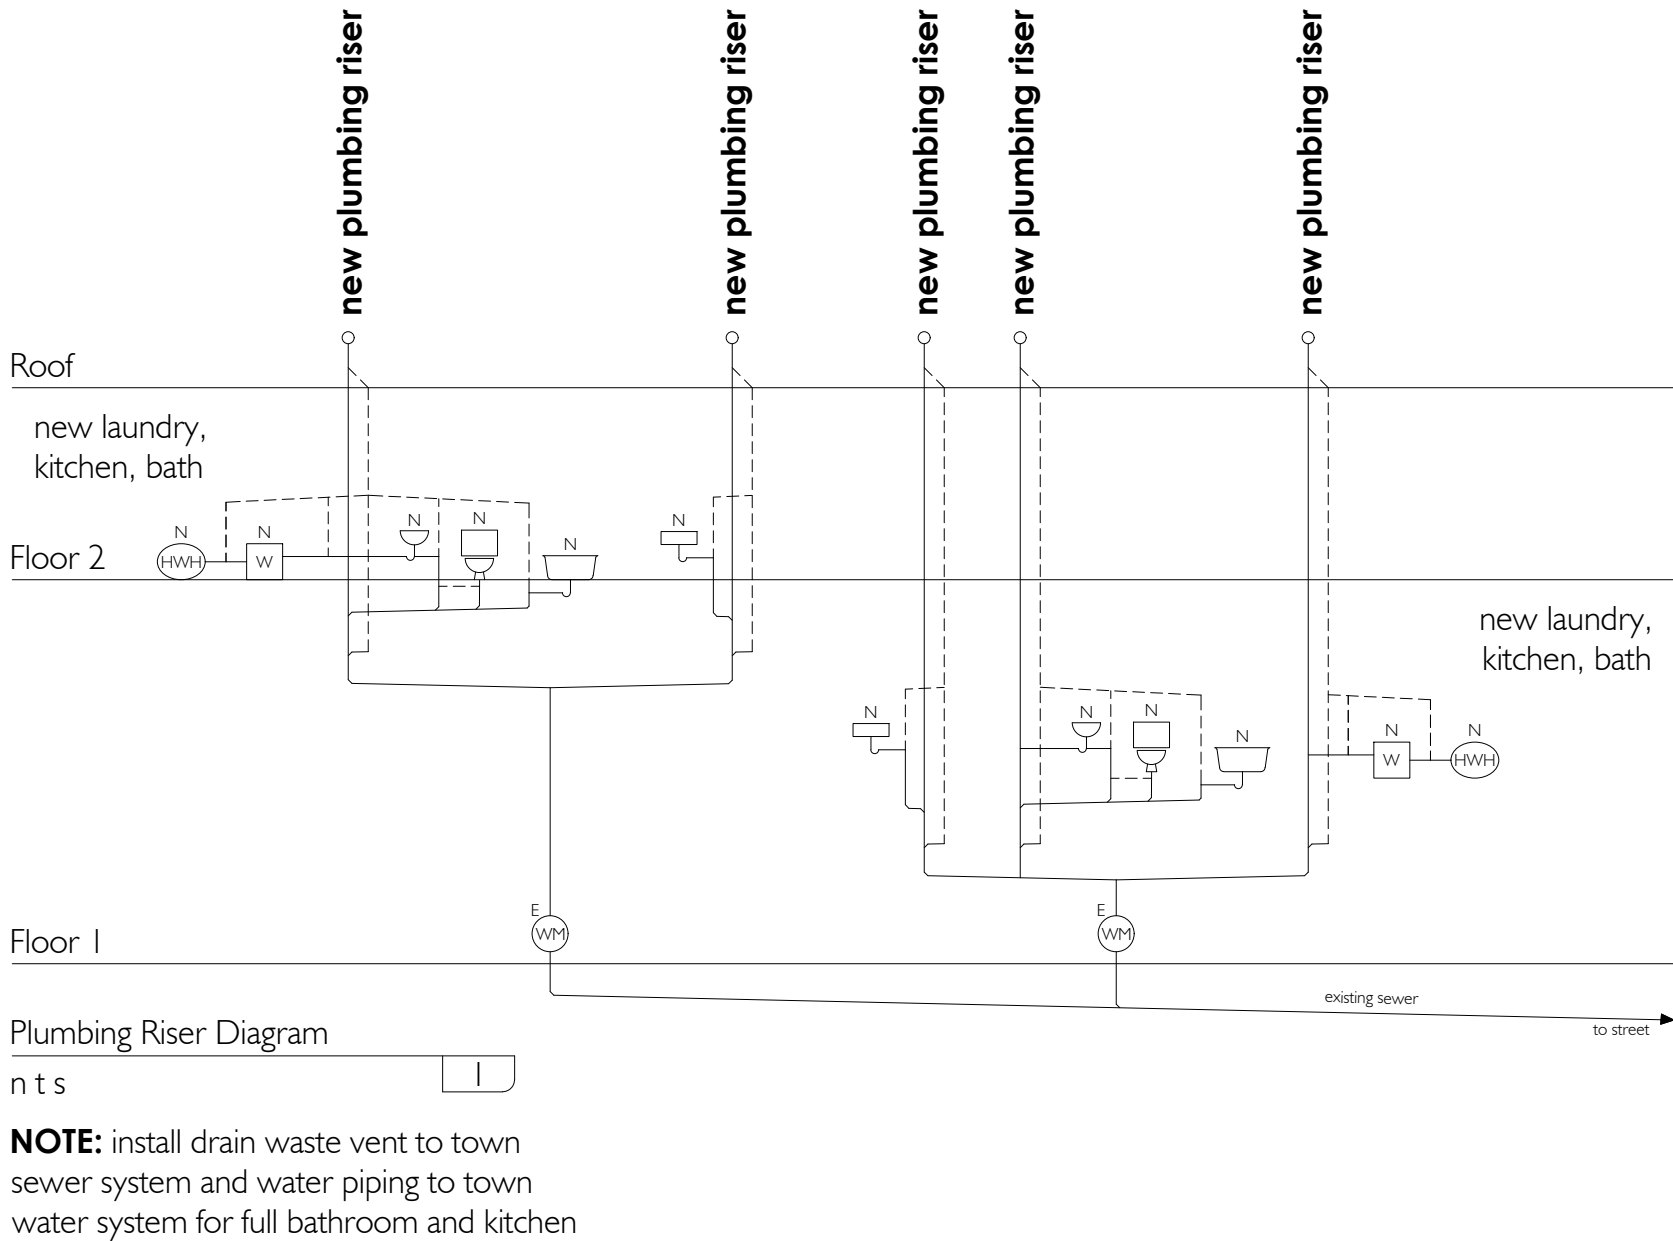 new plumbing riser
new plumbing riser
new plumbing riser
new plumbing riser
new plumbing riser
Roof
new laundry,
kitchen, bath
N
N
N
N
N
N
HWH
W
Floor 2
new laundry,
kitchen, bath
N
N
N
N
N
N
W
HWH
E
E
WM
WM
Floor 1
existing sewer
to street
Plumbing Riser Diagram
n t s
1
NOTE: install drain waste vent to town
sewer system and water piping to town
water system for full bathroom and kitchen